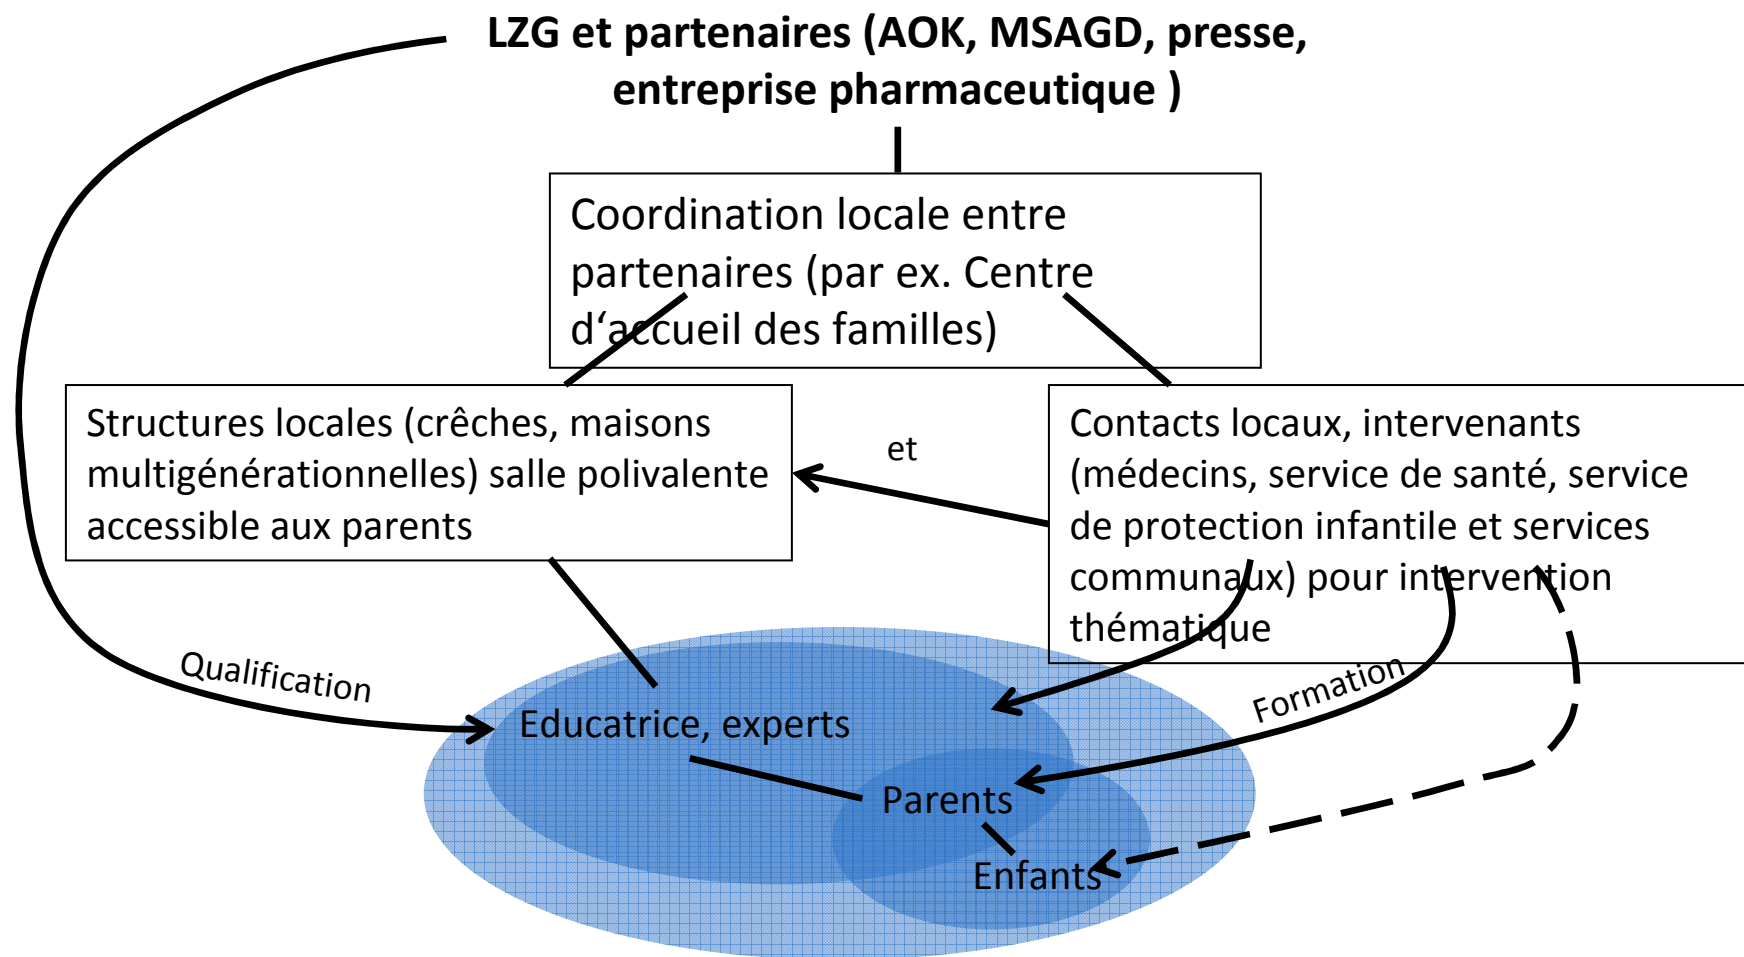 LZG et partenaires (AOK, MSAGD, presse,
entreprise pharmaceutique )
Coordination locale entre
partenaires (par ex. Centre
d‘accueil des familles)
Structures locales (crêches, maisons
multigénérationnelles) salle polivalente
accessible aux parents
et
Contacts locaux, intervenants
(médecins, service de santé, service
de protection infantile et services
communaux) pour intervention
thématique
Qualification
Formation
Educatrice, experts
Parents
Enfants